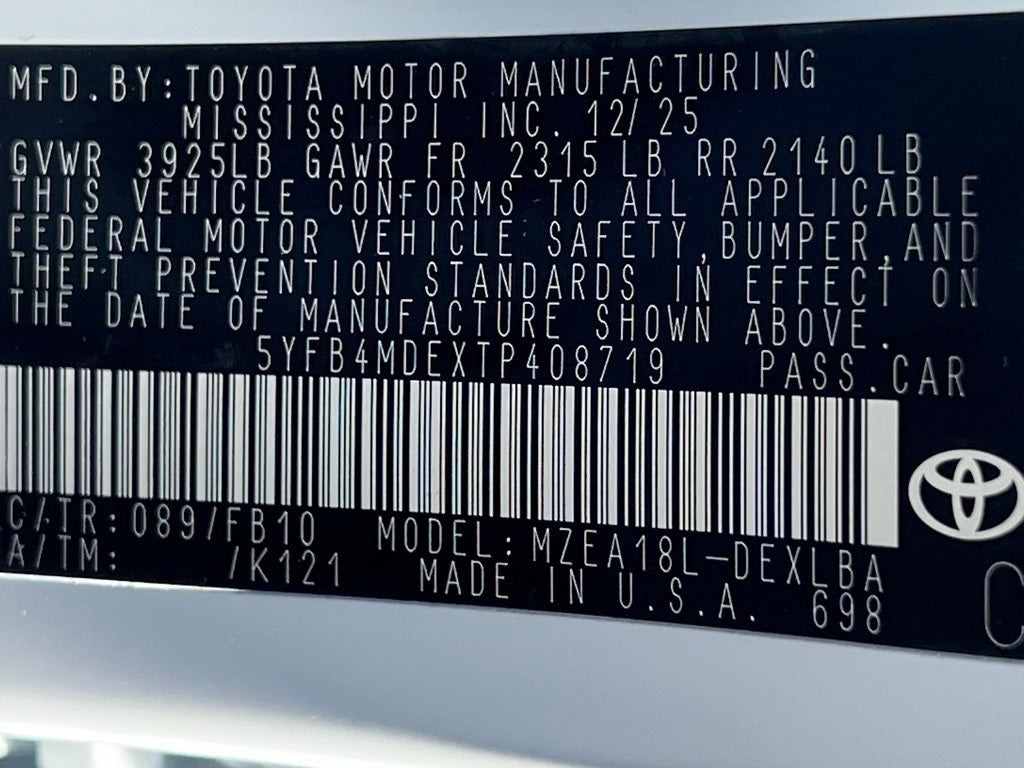 MFD.BY:TOYOTA MOTOR MANUFACTURING
MISSISSIPPI INC. 12/25
GVWR 3925LB GAWR FR 2315 LB RR 2140 LB
THIS VEHICLE CONFORMS TO ALL APPLICABLE
FEDERAL MOTOR VEHICLE SAFETY,BUMPER,AND
THEFT PREVENTION STANDARDS IN EFFECT ON
THE DATE OF MANUFACTURE SHOWN ABOVE.
5YFB4MDEXTP408719 PASS.CAR
C/TR:089/FB10 MODEL:MZEA18L-DEXLBA
A/TM: /K121 MADE IN U.S.A. 698
C